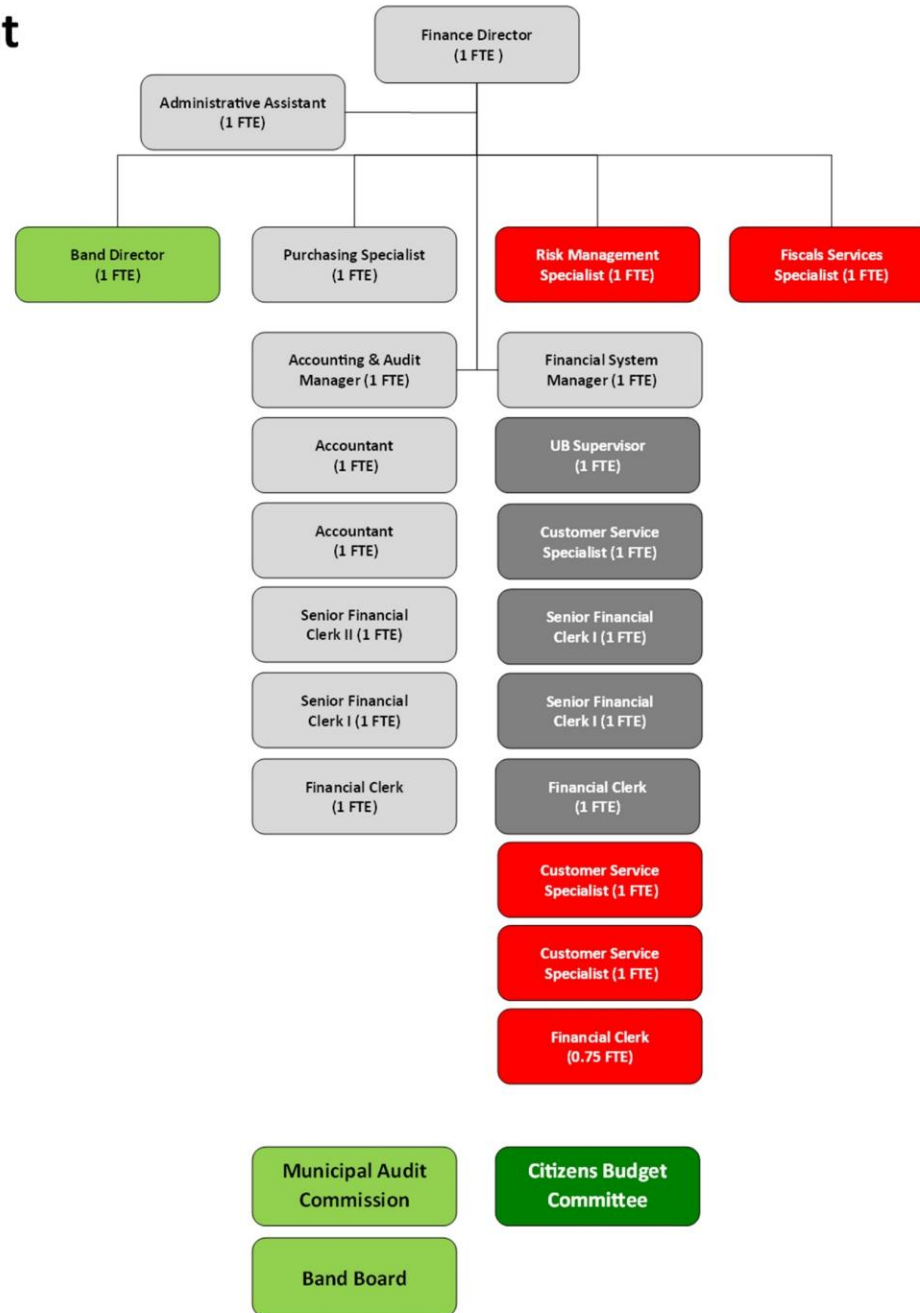 t
Finance Director
(1 FTE )
Administrative Assistant
(1 FTE)
Band Director
(1 FTE)
Purchasing Specialist
(1 FTE)
Risk Management
Specialist (1 FTE)
Fiscals Services
Specialist (1 FTE)
Accounting & Audit
Manager (1 FTE)
Financial System
Manager (1 FTE)
Accountant
(1 FTE)
UB Supervisor
(1 FTE)
Accountant
(1 FTE)
Customer Service
Specialist (1 FTE)
Senior Financial
Clerk II (1 FTE)
Senior Financial
Clerk I (1 FTE)
Senior Financial
Clerk I (1 FTE)
Senior Financial
Clerk I (1 FTE)
Financial Clerk
(1 FTE)
Financial Clerk
(1 FTE)
Customer Service
Specialist (1 FTE)
Customer Service
Specialist (1 FTE)
Financial Clerk
(0.75 FTE)
Municipal Audit
Commission
Citizens Budget
Committee
Band Board